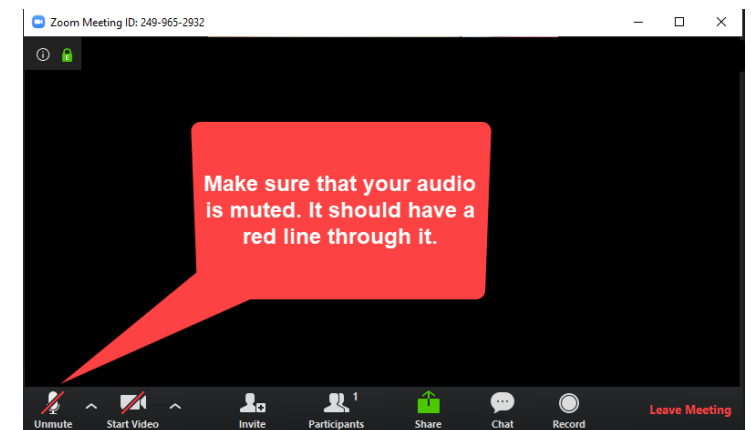 Zoom Meeting ID: 249-965-2932
E
Make sure that your audio
is muted. It should have a
red line through it.
1
Unmute Start Video Invite Participants Share Chat Record Leave Meeting